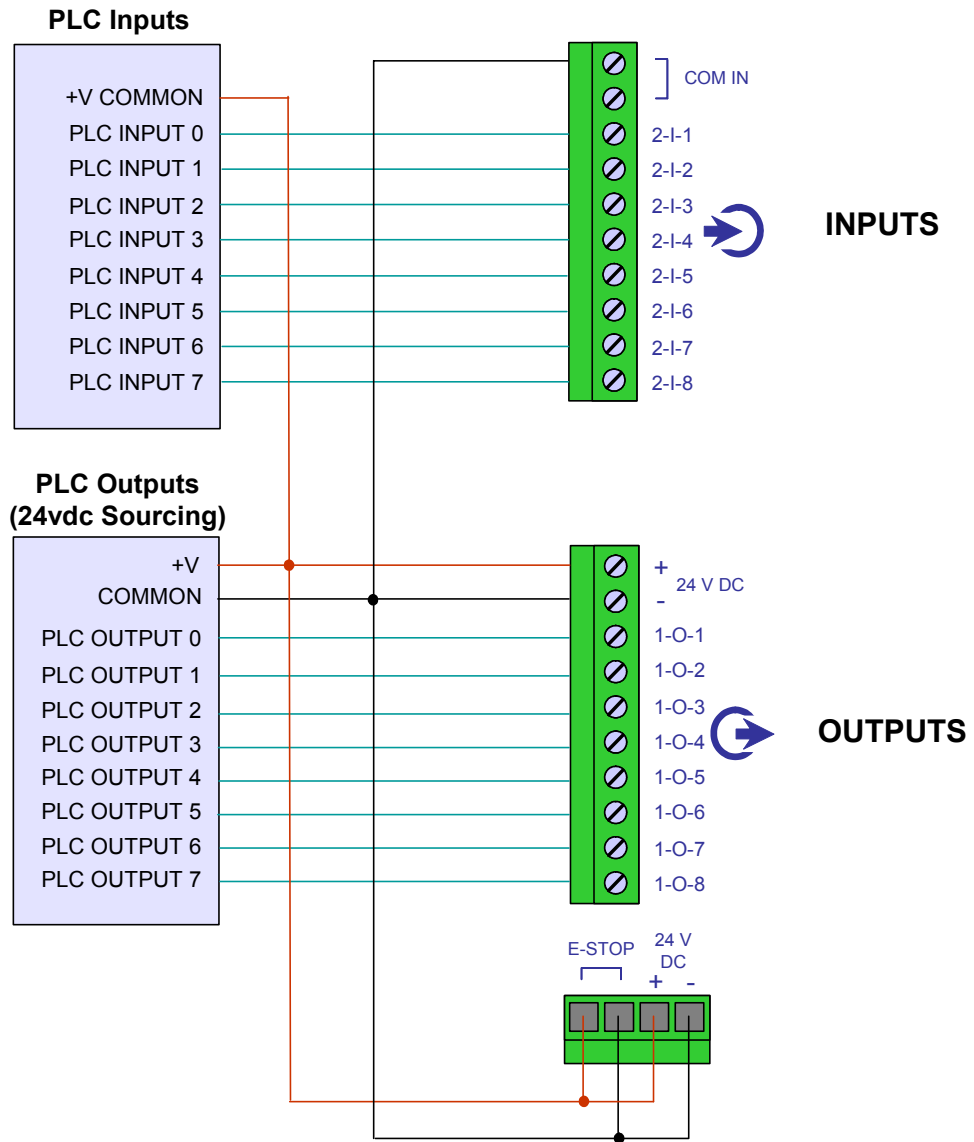 PLC Inputs
+V COMMON
PLC INPUT 0
PLC INPUT 1
PLC INPUT 2
PLC INPUT 3
PLC INPUT 4
PLC INPUT 5
PLC INPUT 6
PLC INPUT 7
COM IN
2-I-1
2-I-2
2-I-3
2-I-4
2-I-5
2-I-6
2-I-7
2-I-8
INPUTS
PLC Outputs
(24vdc Sourcing)
+V
COMMON
PLC OUTPUT 0
PLC OUTPUT 1
PLC OUTPUT 2
PLC OUTPUT 3
PLC OUTPUT 4
PLC OUTPUT 5
PLC OUTPUT 6
PLC OUTPUT 7
+
24 V DC
-
1-O-1
1-O-2
1-O-3
1-O-4
1-O-5
1-O-6
1-O-7
1-O-8
OUTPUTS
E-STOP
24 V
DC
+ -